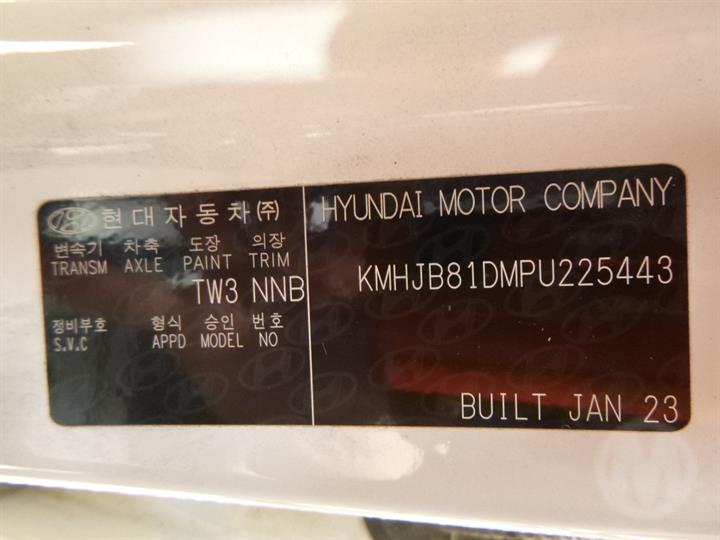 현대자동차㈜
변속기 차축 도장 의장
TRANSM AXLE PAINT TRIM
TW3 NNB
정비부호 형식 승인 번호
S.V.C APPD MODEL NO
HYUNDAI MOTOR COMPANY
KMHJB81DMPU225443
BUILT JAN 23